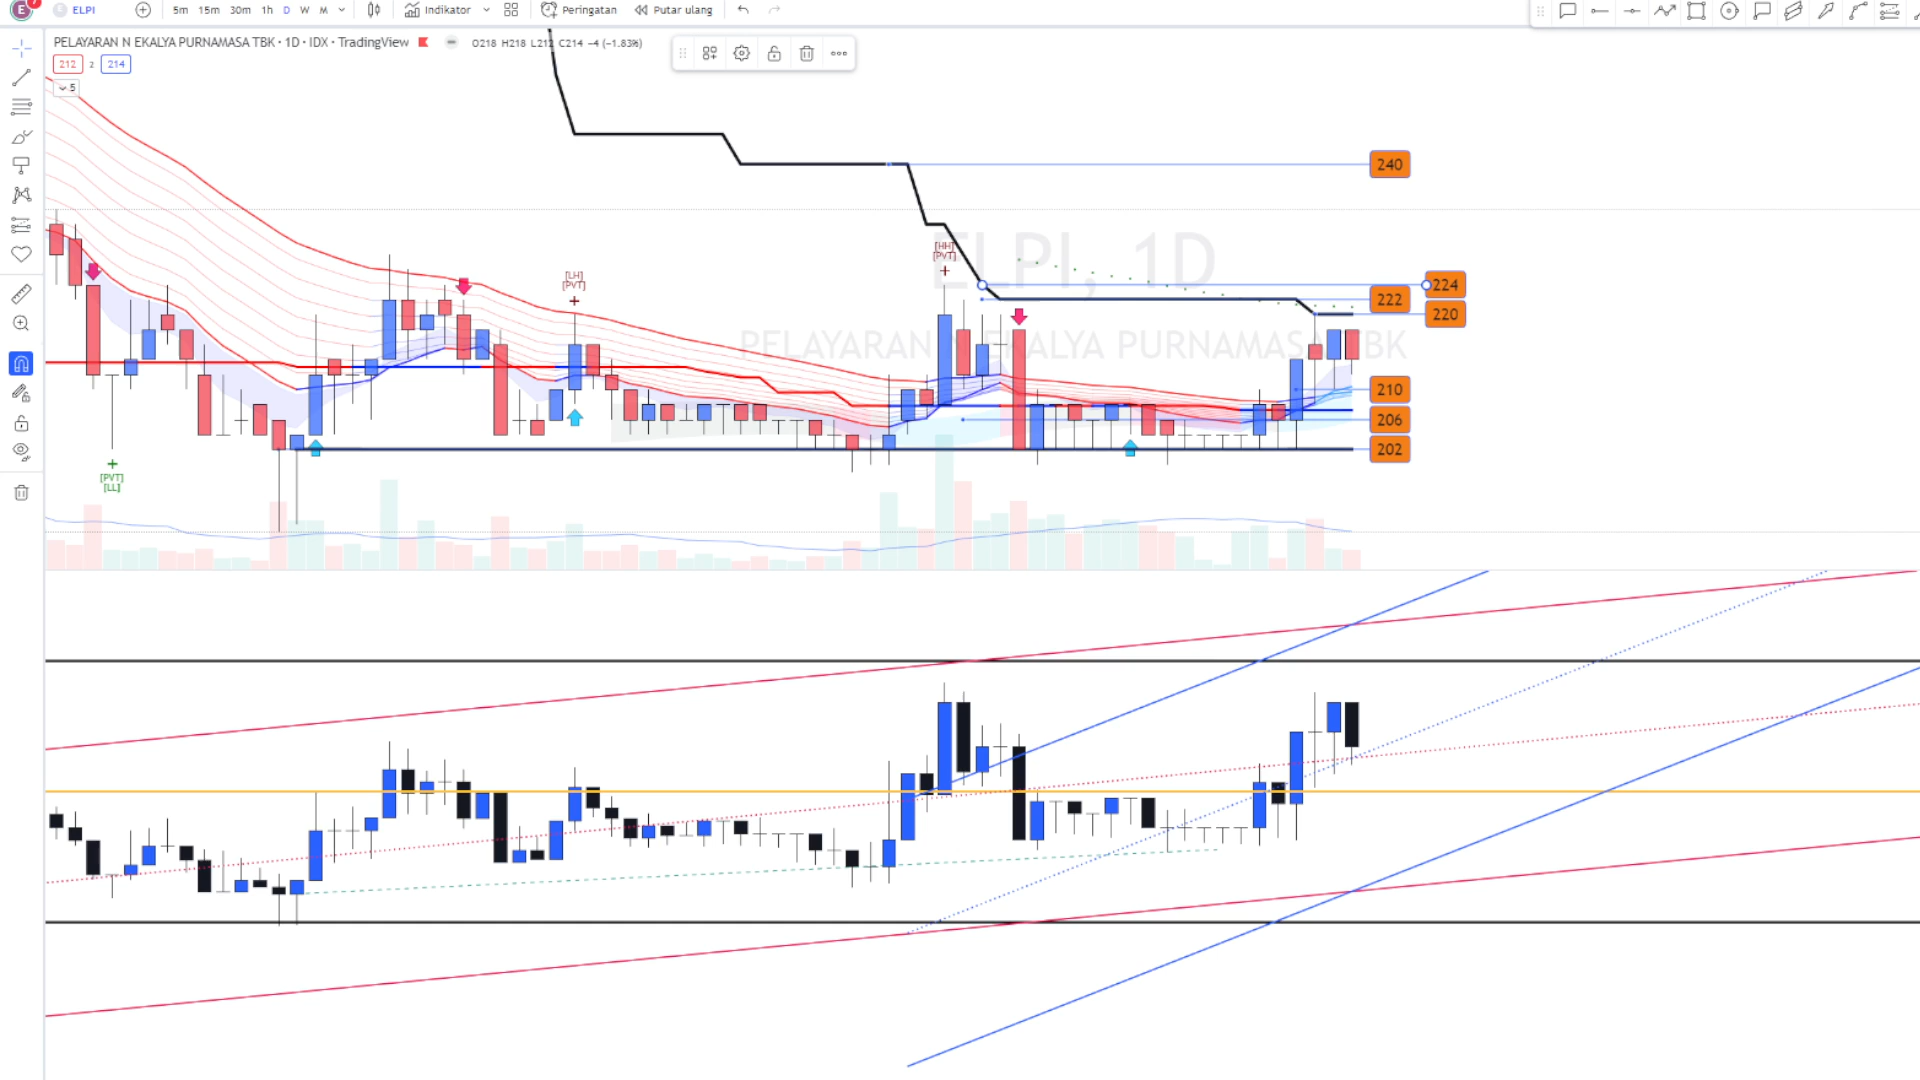 E 7 E ELPI 5m 15m 30m 1h D W M Indikator Peringatan Putar ulang
PELAYARAN N EKALYA PURNAMASA TBK · 1D · IDX · TradingView O218 H218 L212 C214 −4 (−1.83%)
212 2 214
5
240
ELPI, 1D
PELAYARAN N EKALYA PURNAMASA TBK
[HH]
[PVT]
[LH]
[PVT]
224
222
220
210
206
202
[PVT]
[LL]